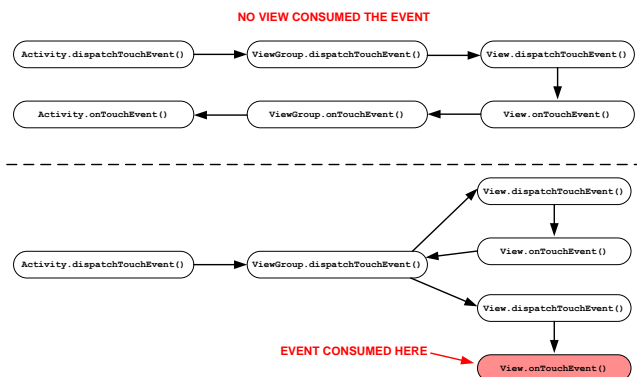 NO VIEW CONSUMED THE EVENT
Activity.dispatchTouchEvent()
ViewGroup.dispatchTouchEvent()
View.dispatchTouchEvent()
Activity.onTouchEvent()
ViewGroup.onTouchEvent()
View.onTouchEvent()
View.dispatchTouchEvent()
View.onTouchEvent()
Activity.dispatchTouchEvent()
ViewGroup.dispatchTouchEvent()
View.dispatchTouchEvent()
EVENT CONSUMED HERE
View.onTouchEvent()